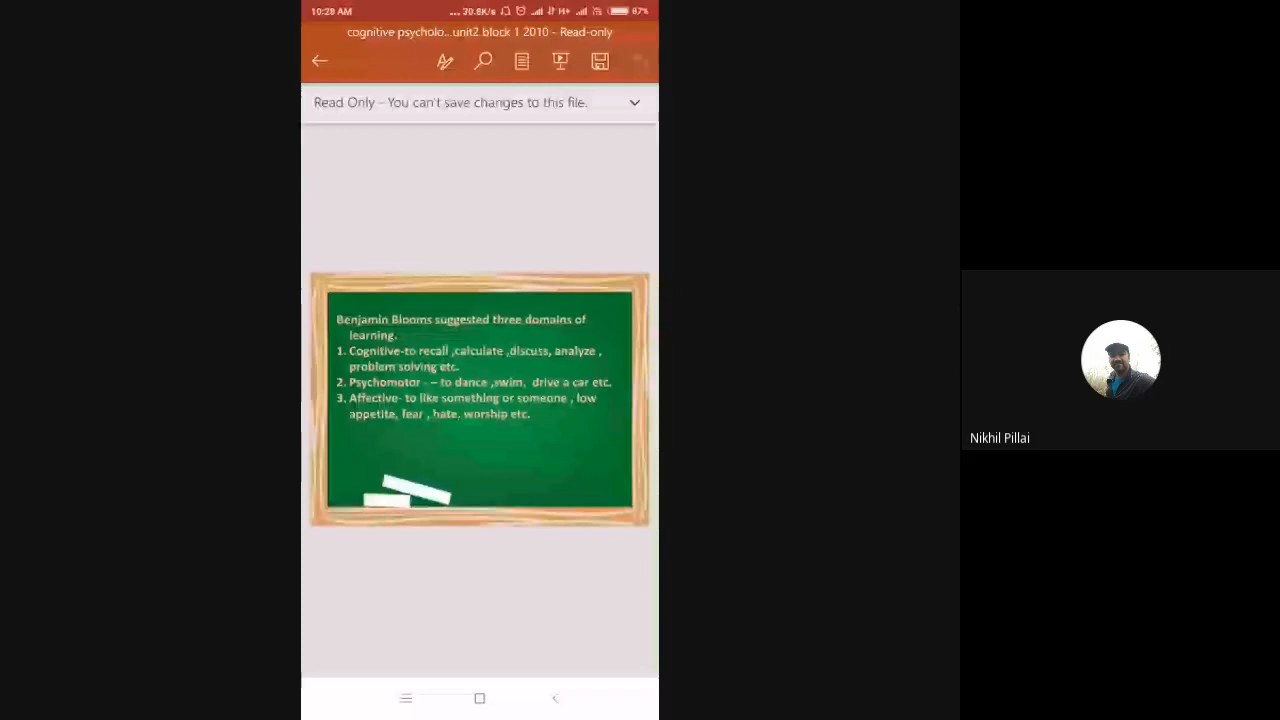 10:28 AM
... 30.8K/s H+ 87%
cognitive psycholo...unit2 block 1 2010 - Read-only
Read Only – You can't save changes to this file.
Benjamin Blooms suggested three domains of
learning.
1. Cognitive-to recall ,calculate ,discuss, analyze ,
problem solving etc.
2. Psychomotor - – to dance ,swim, drive a car etc.
3. Affective- to like something or someone , low
appetite, fear , hate, worship etc.
Nikhil Pillai